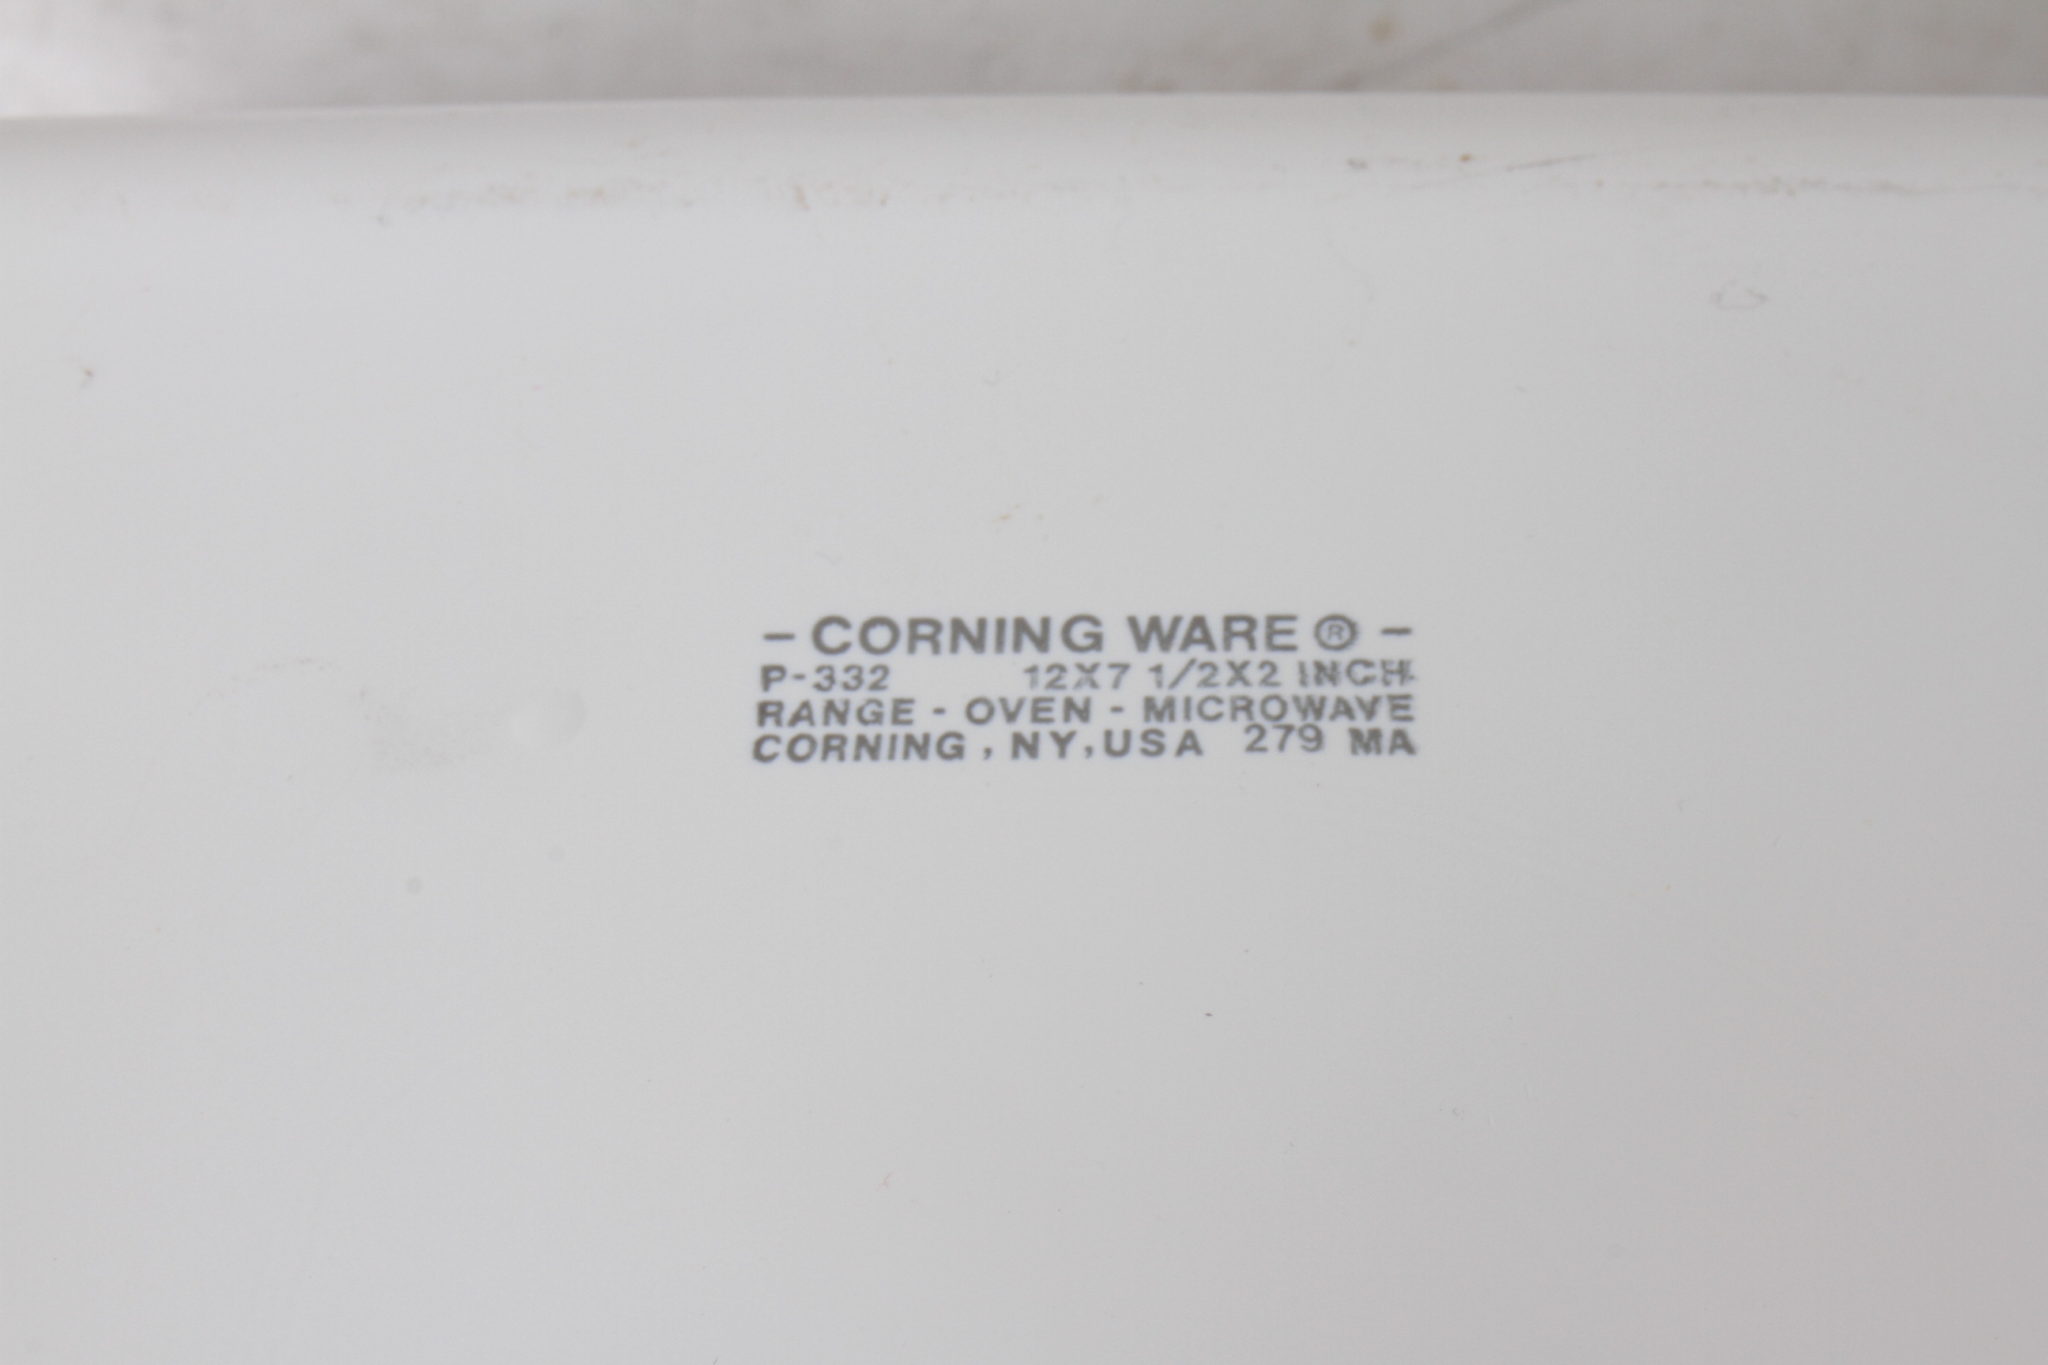 - CORNING WARE ® -
P-332 12X7 1/2X2 INCH
RANGE - OVEN - MICROWAVE
CORNING, NY, USA 279 MA